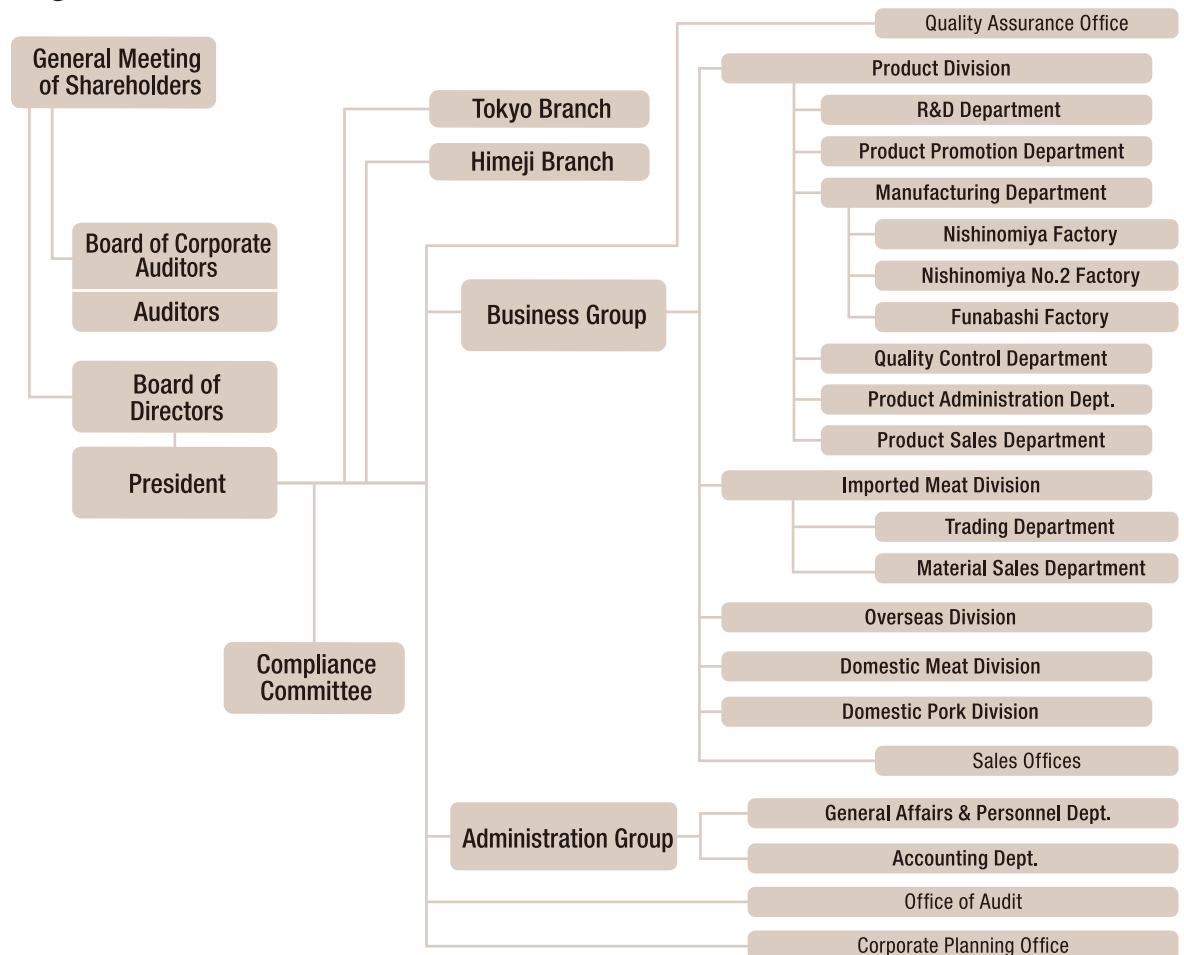 General Meeting
of Shareholders
Board of Corporate
Auditors
Auditors
Board of
Directors
President
Compliance
Committee
Tokyo Branch
Himeji Branch
Business Group
Administration Group
Quality Assurance Office
Product Division
R&D Department
Product Promotion Department
Manufacturing Department
Nishinomiya Factory
Nishinomiya No.2 Factory
Funabashi Factory
Quality Control Department
Product Administration Dept.
Product Sales Department
Imported Meat Division
Trading Department
Material Sales Department
Overseas Division
Domestic Meat Division
Domestic Pork Division
Sales Offices
General Affairs & Personnel Dept.
Accounting Dept.
Office of Audit
Corporate Planning Office